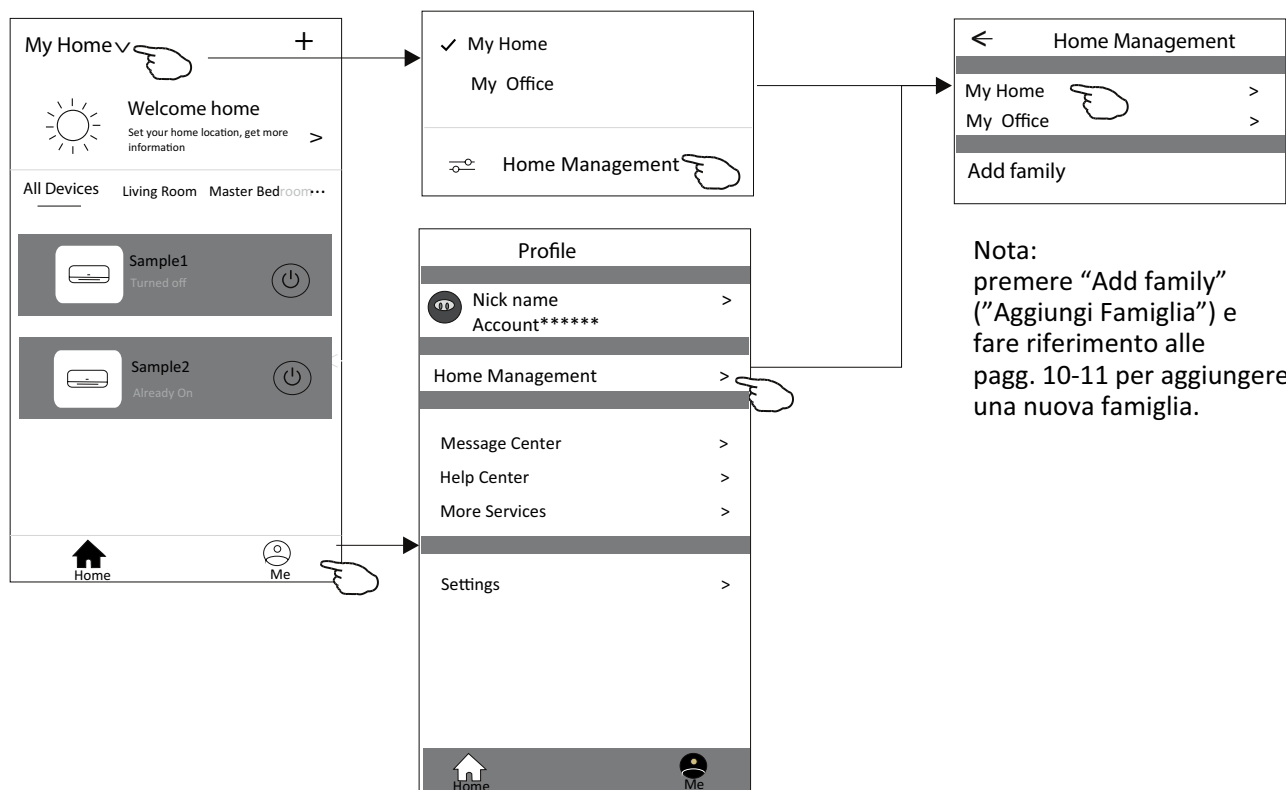 My Home
+
Welcome home
Set your home location, get more
information
>
All Devices Living Room Master Bedroom...
Sample1
Turned off
Sample2
Already On
Home Me
✓ My Home
My Office
Home Management
Profile
Nick name >
Account******
Home Management >
Message Center >
Help Center >
More Services >
Settings >
Home Me
Home Management
My Home >
My Office >
Add family
Nota:
premere “Add family”
(”Aggiungi Famiglia”) e
fare riferimento alle
pagg. 10-11 per aggiungere
una nuova famiglia.